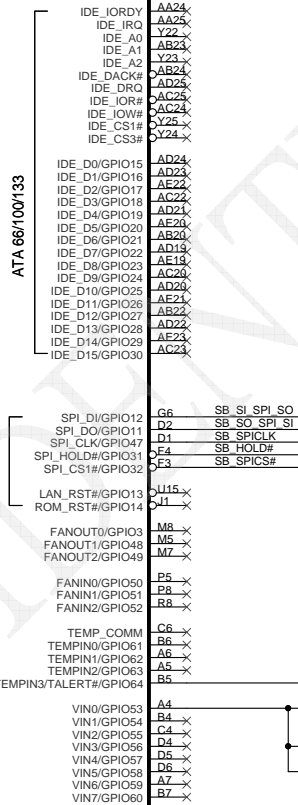 IDE_IORDY AA24
IDE_IRQ AA25
IDE_A0 Y22
IDE_A1 AB23
IDE_A2 Y23
IDE_DACK# AB24
IDE_DRQ AD25
IDE_IOR# AC25
IDE_IOW# AC24
IDE_CS1# Y25
IDE_CS3# Y24
ATA 66/100/133
IDE_D0/GPIO15 AD24
IDE_D1/GPIO16 AD23
IDE_D2/GPIO17 AE22
IDE_D3/GPIO18 AC22
IDE_D4/GPIO19 AD21
IDE_D5/GPIO20 AE20
IDE_D6/GPIO21 AB20
IDE_D7/GPIO22 AD19
IDE_D8/GPIO23 AE19
IDE_D9/GPIO24 AC20
IDE_D10/GPIO25 AD20
IDE_D11/GPIO26 AE21
IDE_D12/GPIO27 AB22
IDE_D13/GPIO28 AD22
IDE_D14/GPIO29 AE23
IDE_D15/GPIO30 AC23
SPI_DI/GPIO12 G6 SB_SI_SPI_SO
SPI_DO/GPIO11 D2 SB_SO_SPI_SI
SPI_CLK/GPIO47 D1 SB_SPICLK
SPI_HOLD#/GPIO31 F4 SB_HOLD#
SPI_CS1#/GPIO32 F3 SB_SPICS#
LAN_RST#/GPIO13 U15
ROM_RST#/GPIO14 J1
FANOUT0/GPIO3 M8
FANOUT1/GPIO48 M5
FANOUT2/GPIO49 M7
FANIN0/GPIO50 P5
FANIN1/GPIO51 P8
FANIN2/GPIO52 R8
TEMP_COMM C6
TEMPIN0/GPIO61 B6
TEMPIN1/GPIO62 A6
TEMPIN2/GPIO63 A5
TEMPIN3/TALERT#/GPIO64 B5
VIN0/GPIO53 A4
VIN1/GPIO54 B4
VIN2/GPIO55 C4
VIN3/GPIO56 D4
VIN4/GPIO57 D5
VIN5/GPIO58 D6
VIN6/GPIO59 A7
VIN7/GPIO60 B7